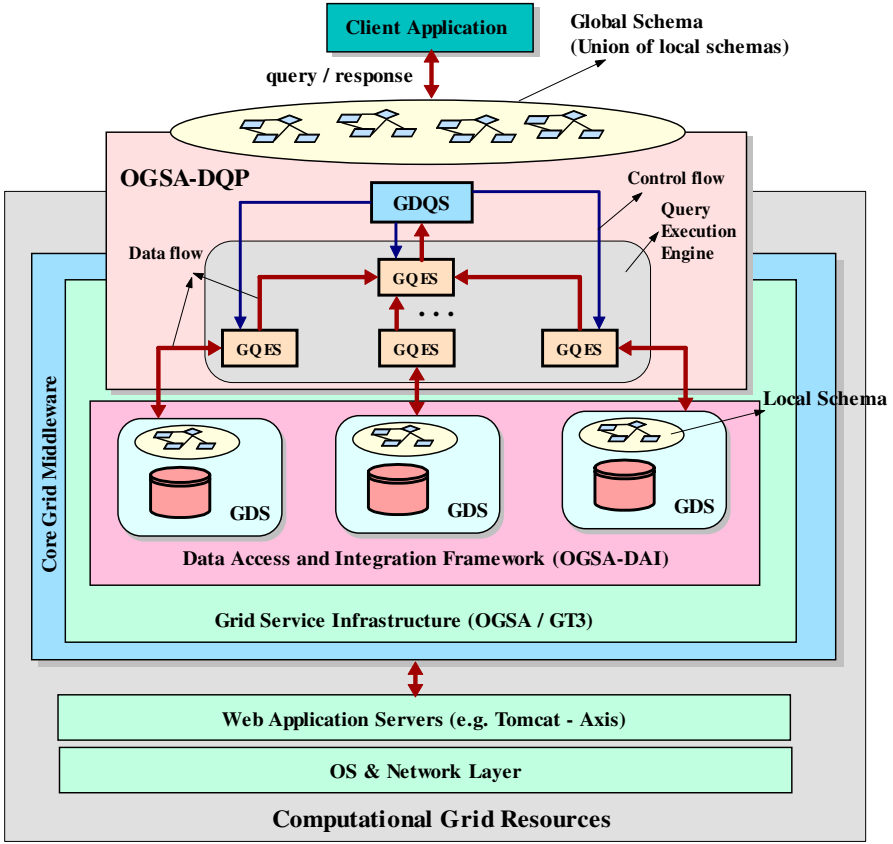 Client Application
Global Schema
(Union of local schemas)
query / response
OGSA-DQP
GDQS
Control flow
Query
Execution
Engine
Data flow
GQES
. . .
GQES
GQES
GQES
Local Schema
Core Grid Middleware
GDS
GDS
GDS
Data Access and Integration Framework (OGSA-DAI)
Grid Service Infrastructure (OGSA / GT3)
Web Application Servers (e.g. Tomcat - Axis)
OS & Network Layer
Computational Grid Resources